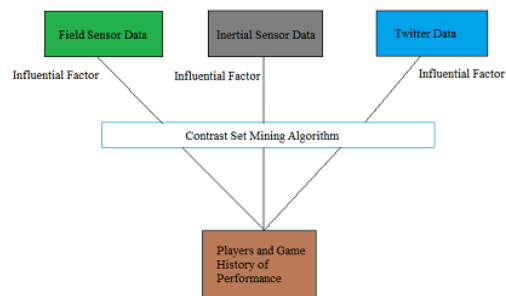 Field Sensor Data
Inertial Sensor Data
Twitter Data
Influential Factor
Influential Factor
Influential Factor
Contrast Set Mining Algorithm
Players and Game
History of
Performance